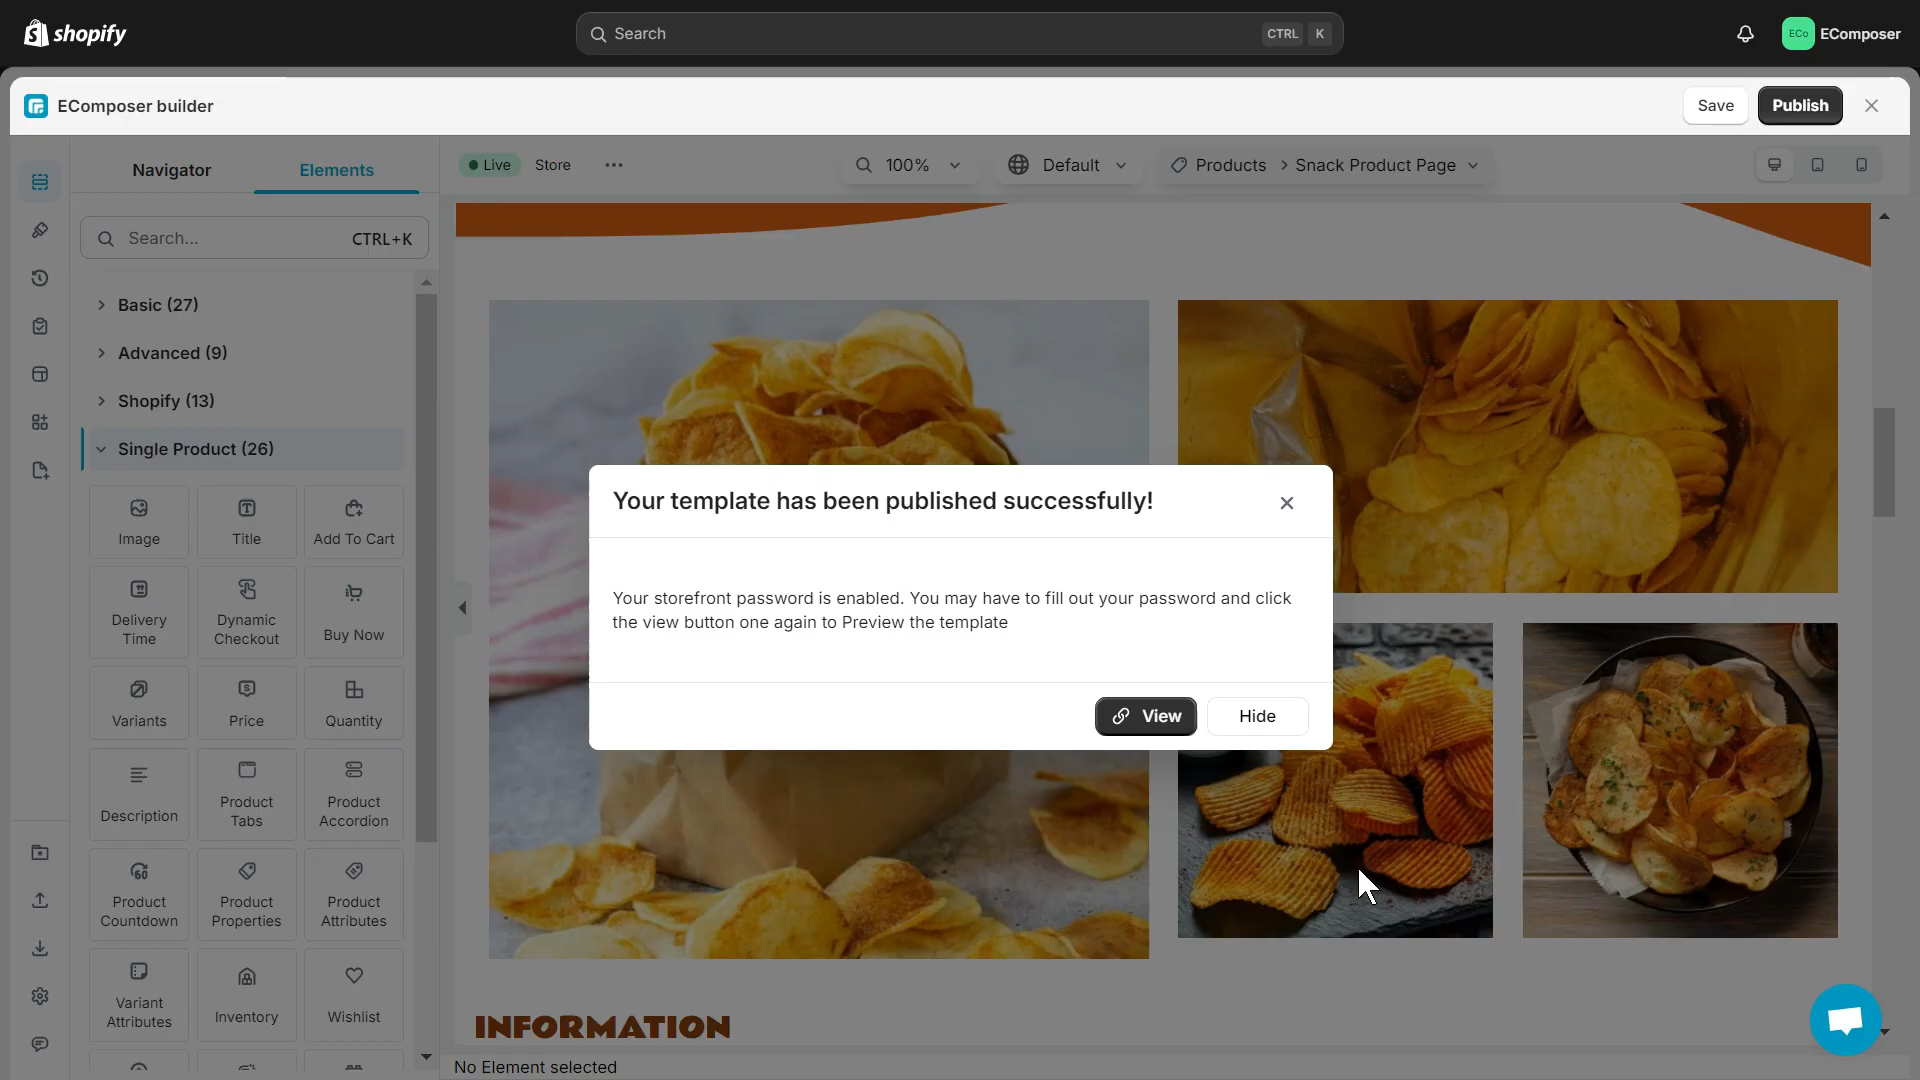 shopify
Search
CTRL K
ECo
EComposer
EComposer builder
Save
Publish
Navigator
Elements
Live
Store
100%
Default
Products > Snack Product Page
Search...
CTRL+K
Basic (27)
Advanced (9)
Shopify (13)
Single Product (26)
Image
Title
Add To Cart
Delivery
Time
Dynamic
Checkout
Buy Now
Variants
Price
Quantity
Description
Product
Tabs
Product
Accordion
Product
Countdown
Product
Properties
Product
Attributes
Variant
Attributes
Inventory
Wishlist
Your template has been published successfully!
Your storefront password is enabled. You may have to fill out your password and click
the view button one again to Preview the template
View
Hide
INFORMATION
No Element selected